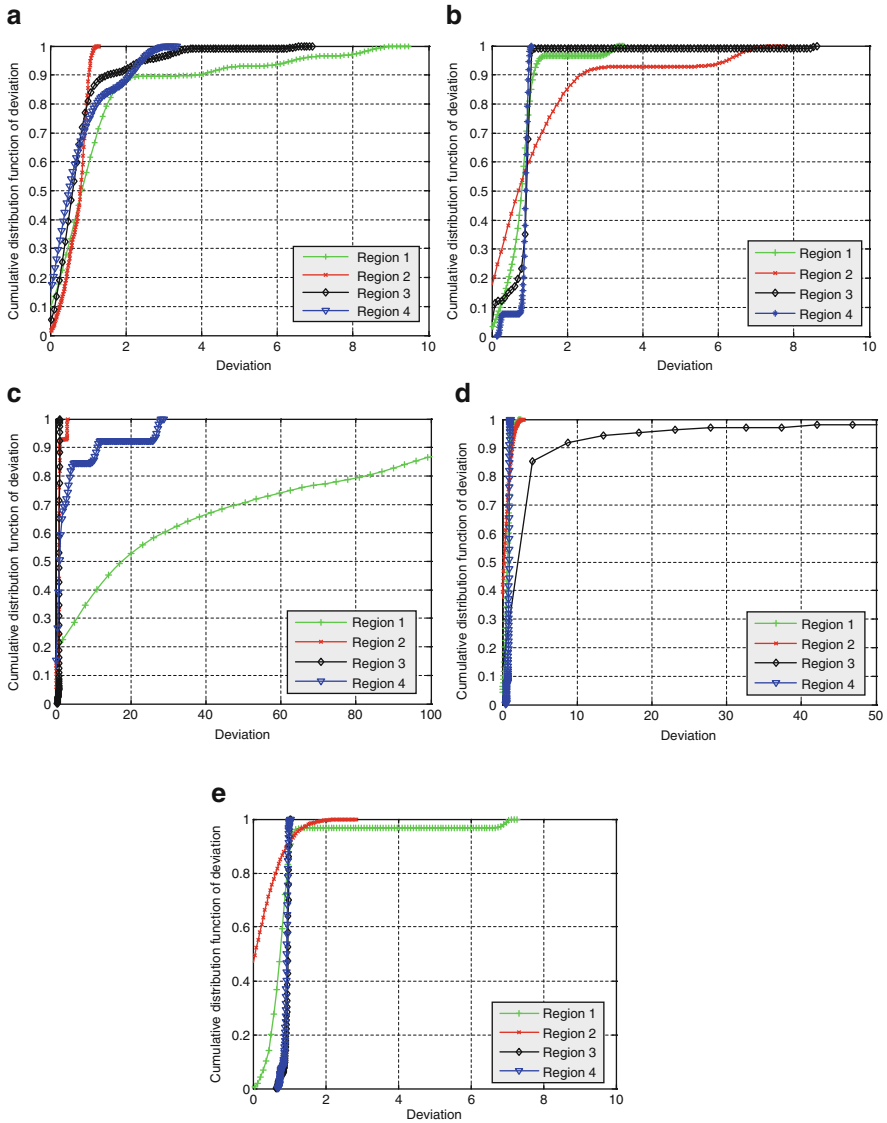 a
Cumulative distribution function of deviation
1
0.9
0.8
0.7
0.6
0.5
0.4
0.3
0.2
0.1
0
0 2 4 6 8 10
Deviation
Region 1
Region 2
Region 3
Region 4
b
Cumulative distribution function of deviation
1
0.9
0.8
0.7
0.6
0.5
0.4
0.3
0.2
0.1
0
0 2 4 6 8 10
Deviation
Region 1
Region 2
Region 3
Region 4
c
Cumulative distribution function of deviation
1
0.9
0.8
0.7
0.6
0.5
0.4
0.3
0.2
0.1
0
0 20 40 60 80 100
Deviation
Region 1
Region 2
Region 3
Region 4
d
Cumulative distribution function of deviation
1
0.9
0.8
0.7
0.6
0.5
0.4
0.3
0.2
0.1
0
0 10 20 30 40 50
Deviation
Region 1
Region 2
Region 3
Region 4
e
Cumulative distribution function of deviation
1
0.8
0.6
0.4
0.2
0
0 2 4 6 8 10
Deviation
Region 1
Region 2
Region 3
Region 4